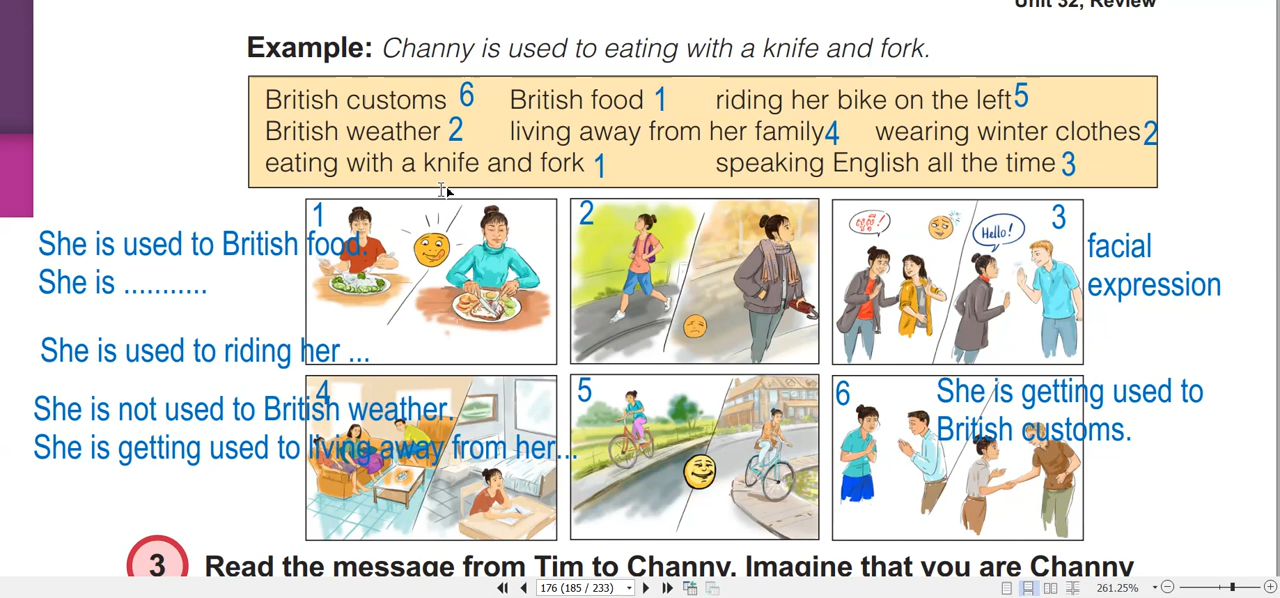 Unit 32, Review
Example: Channy is used to eating with a knife and fork.
British customs 6 British food 1 riding her bike on the left 5
British weather 2 living away from her family 4 wearing winter clothes 2
eating with a knife and fork 1 speaking English all the time 3
1
2
3
សួស្តី!
Hello!
She is used to British food.
She is ...........
facial
expression
She is used to riding her ...
4
5
6
She is not used to British weather.
She is getting used to living away from her...
She is getting used to
British customs.
3 Read the message from Tim to Channy. Imagine that you are Channy
176 (185 / 233)
261.25%